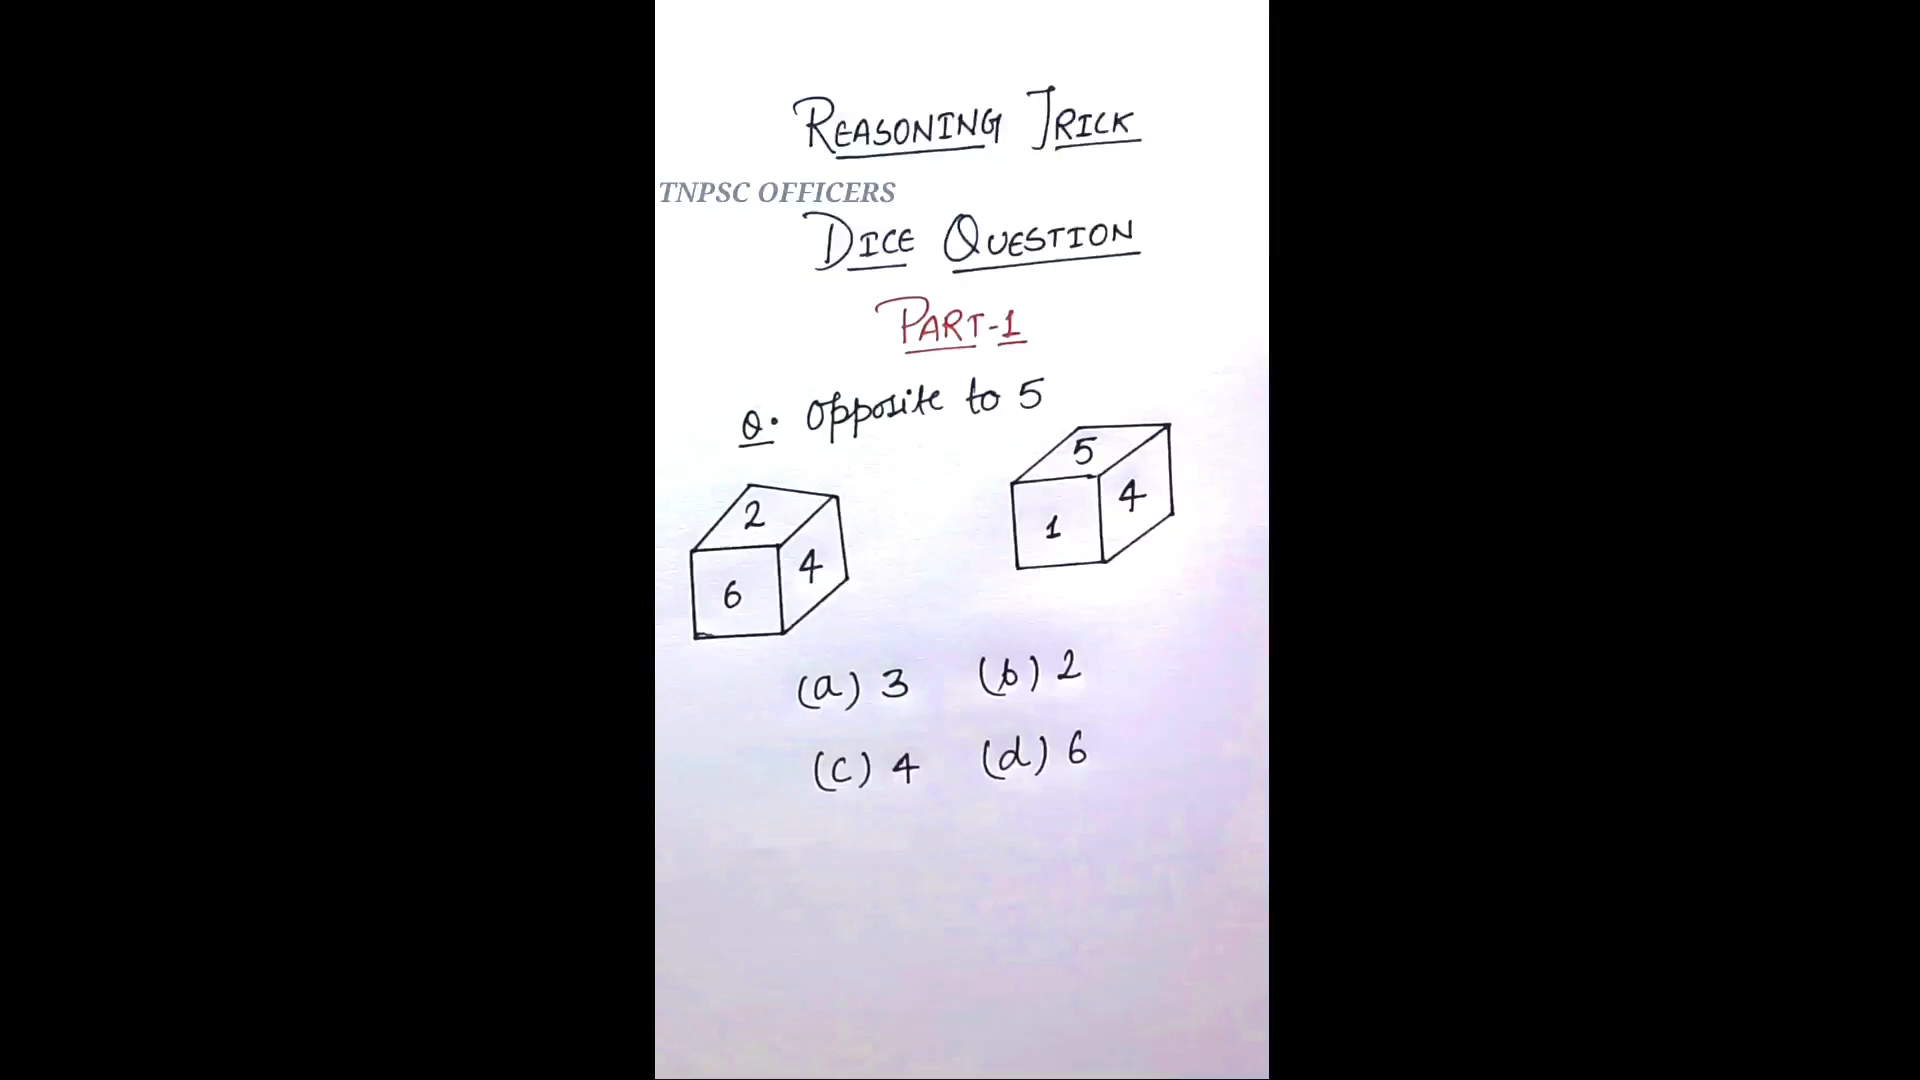 REASONING TRICK
TNPSC OFFICERS
DICE QUESTION
PART-1
Q. Opposite to 5
2
6
4
5
1
4
(a) 3 (b) 2
(c) 4 (d) 6